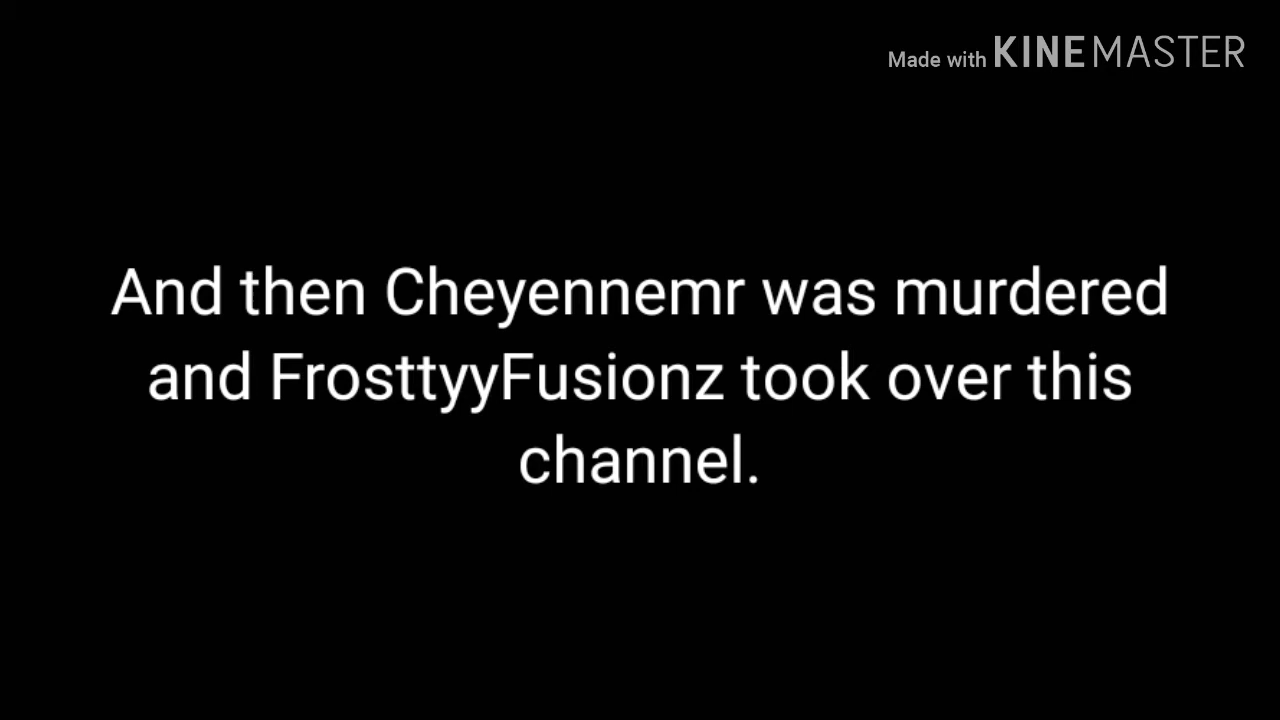 Made with KINEMASTER
And then Cheyennemr was murdered
and FrosttyyFusionz took over this
channel.